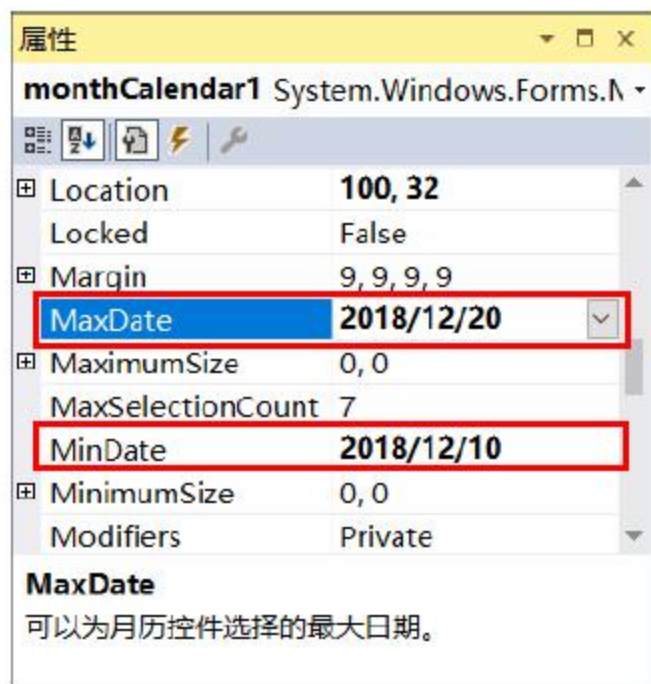 属性
monthCalendar1 System.Windows.Forms.
Location 100, 32
Locked False
Margin 9, 9, 9, 9
MaxDate 2018/12/20
MaximumSize 0, 0
MaxSelectionCount 7
MinDate 2018/12/10
MinimumSize 0, 0
Modifiers Private
MaxDate
可以为月历控件选择的最大日期。